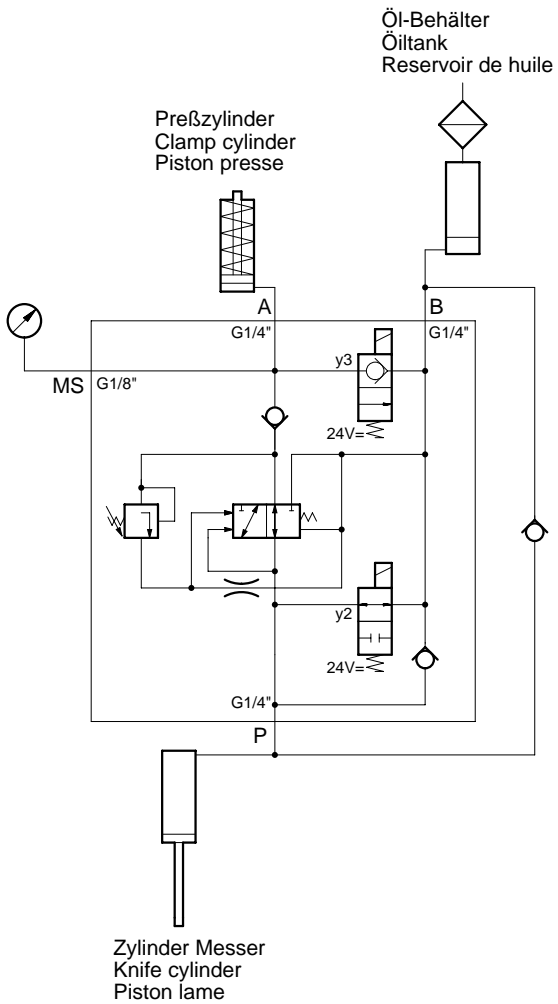 Öl-Behälter
Öiltank
Reservoir de huile
Preßzylinder
Clamp cylinder
Piston presse
A
B
G1/4"
G1/4"
MS
G1/8"
y3
24V=
y2
24V=
G1/4"
P
Zylinder Messer
Knife cylinder
Piston lame